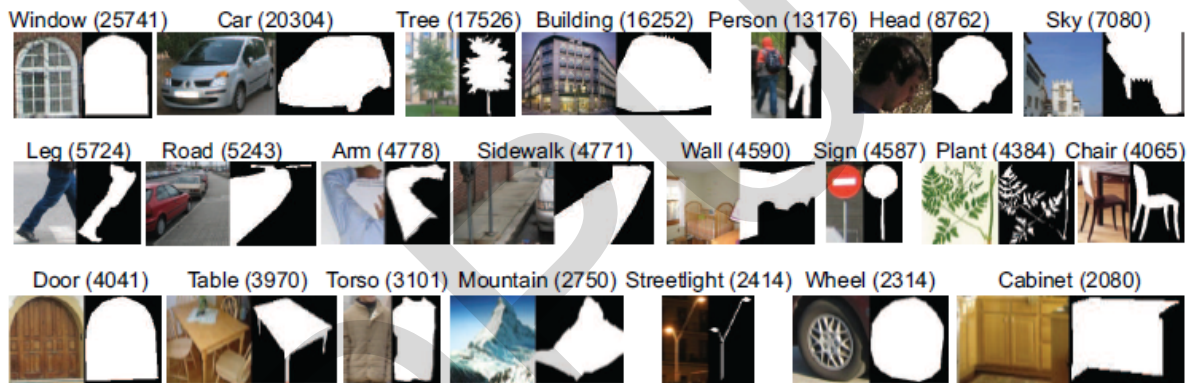 Window (25741) Car (20304) Tree (17526) Building (16252) Person (13176) Head (8762) Sky (7080)
Leg (5724) Road (5243) Arm (4778) Sidewalk (4771) Wall (4590) Sign (4587) Plant (4384) Chair (4065)
Door (4041) Table (3970) Torso (3101) Mountain (2750) Streetlight (2414) Wheel (2314) Cabinet (2080)